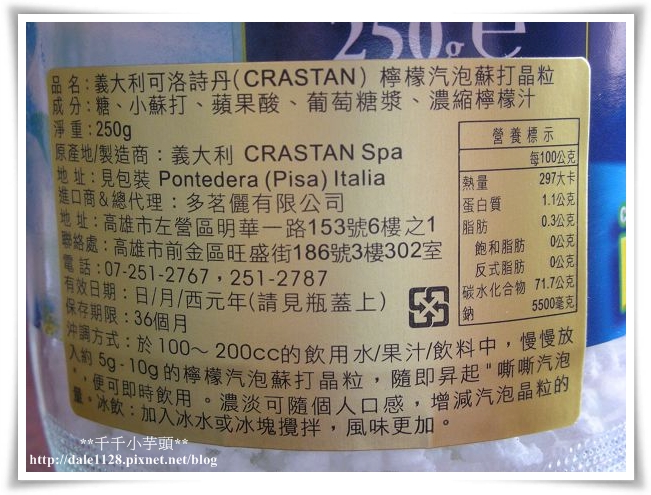 250g e
品名：義大利可洛詩丹(CRASTAN) 檸檬汽泡蘇打晶粒
成分：糖、小蘇打、蘋果酸、葡萄糖漿、濃縮檸檬汁
淨重：250g
原產地/製造商：義大利 CRASTAN Spa
地址：見包裝 Pontedera (Pisa) Italia
進口商&總代理：多茗儷有限公司
地址：高雄市左營區明華一路153號6樓之1
聯絡處：高雄市前金區旺盛街186號3樓302室
電話：07-251-2767，251-2787
有效日期：日/月/西元年(請見瓶蓋上)
保存期限：36個月
沖調方式：於100～200cc的飲用水/果汁/飲料中，慢慢放
入約5g-10g的檸檬汽泡蘇打晶粒，隨即昇起"嘶嘶汽泡
"，便可即時飲用。濃淡可隨個人口感，增減汽泡晶粒的
量。冰飲：加入冰水或冰塊攪拌，風味更加。
營養標示
每100公克
熱量 297大卡
蛋白質 1.1公克
脂肪 0.3公克
飽和脂肪 0公克
反式脂肪 0公克
碳水化合物 71.7公克
鈉 5500毫克
**千千小芋頭**
http://dale1128.pixnet.net/blog